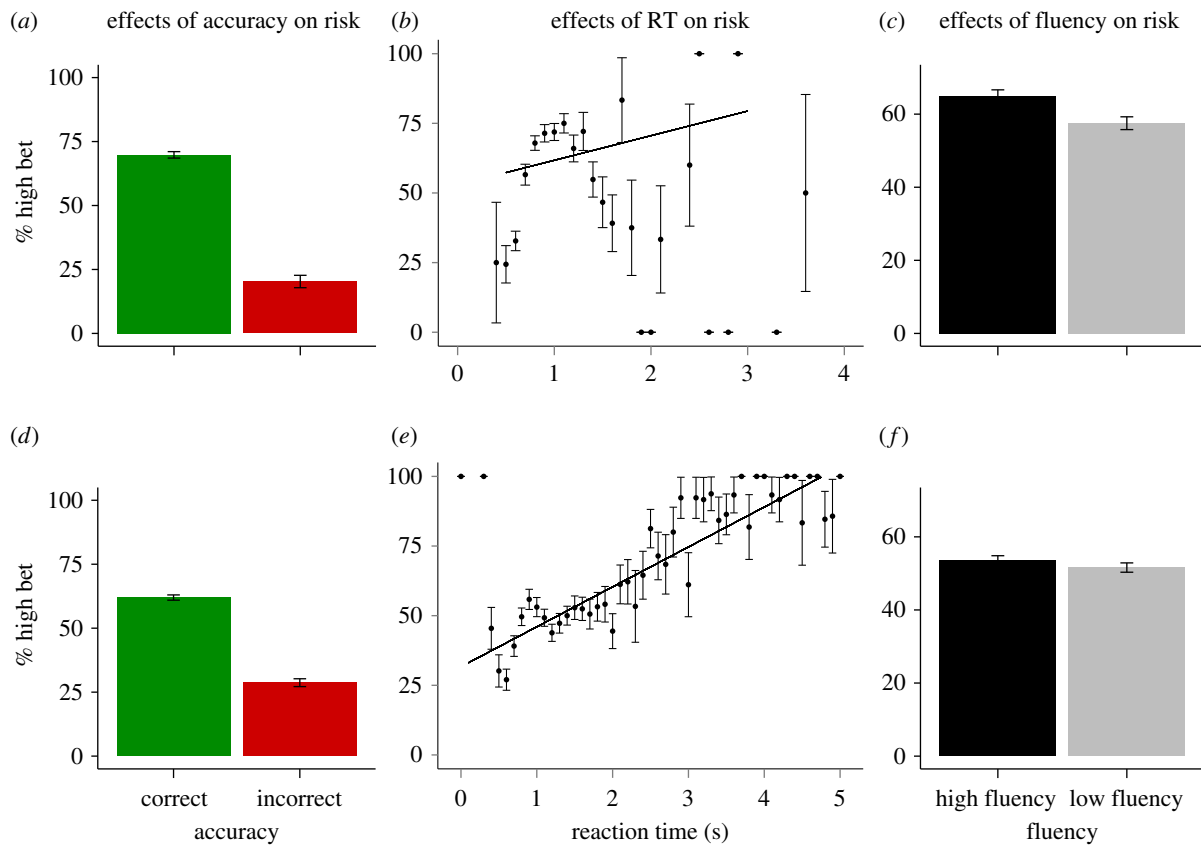 (a) effects of accuracy on risk
(b) effects of RT on risk
(c) effects of fluency on risk
% high bet
100
75
50
25
0
100
75
50
25
0
0 1 2 3 4
60
40
20
0
(d)
(e)
(f)
% high bet
100
75
50
25
0
correct incorrect
accuracy
100
75
50
25
0
0 1 2 3 4 5
reaction time (s)
60
40
20
0
high fluency low fluency
fluency